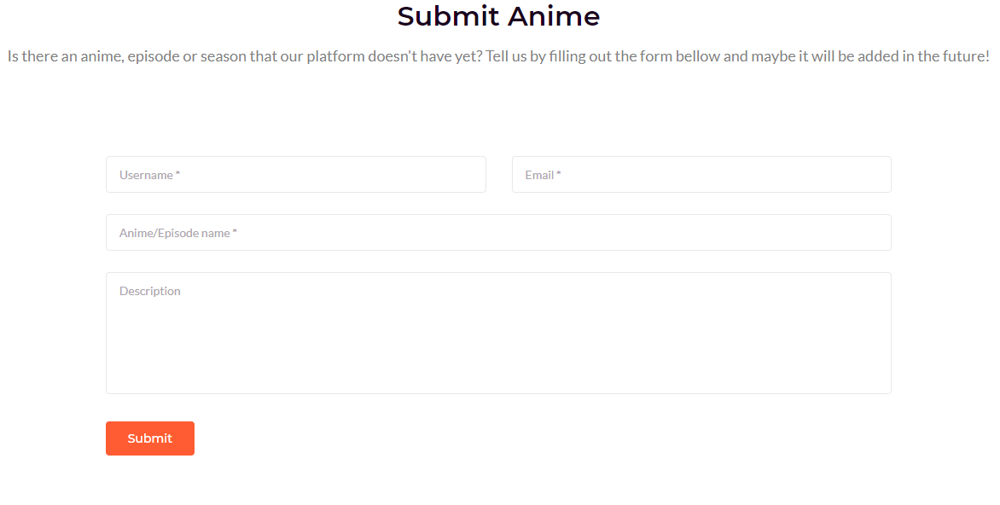 Submit Anime
Is there an anime, episode or season that our platform doesn't have yet? Tell us by filling out the form bellow and maybe it will be added in the future!
Username *
Email *
Anime/Episode name *
Description
Submit